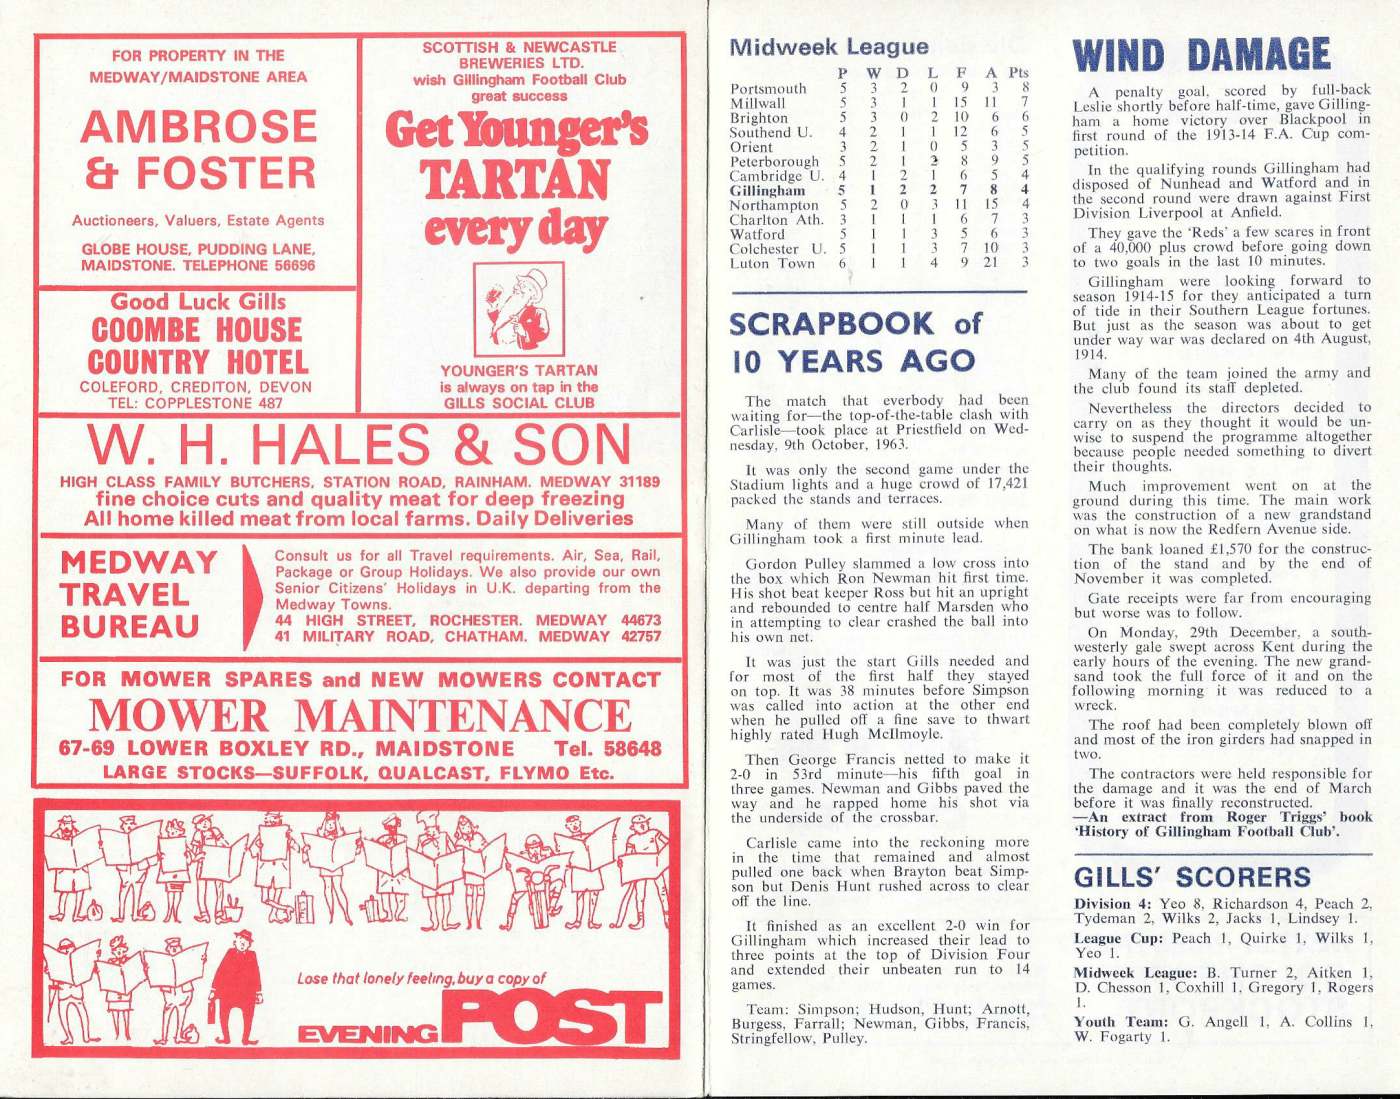 FOR PROPERTY IN THE
MEDWAY/MAIDSTONE AREA
AMBROSE
& FOSTER
Auctioneers, Valuers, Estate Agents
GLOBE HOUSE, PUDDING LANE,
MAIDSTONE. TELEPHONE 56696
Good Luck Gills
COOMBE HOUSE
COUNTRY HOTEL
COLEFORD, CREDITON, DEVON
TEL: COPPLESTONE 487
SCOTTISH & NEWCASTLE
BREWERIES LTD.
wish Gillingham Football Club
great success
Get Younger's
TARTAN
every day
YOUNGER'S TARTAN
is always on tap in the
GILLS SOCIAL CLUB
W. H. HALES & SON
HIGH CLASS FAMILY BUTCHERS, STATION ROAD, RAINHAM. MEDWAY 31189
fine choice cuts and quality meat for deep freezing
All home killed meat from local farms. Daily Deliveries
MEDWAY
TRAVEL
BUREAU
Consult us for all Travel requirements. Air, Sea, Rail,
Package or Group Holidays. We also provide our own
Senior Citizens' Holidays in U.K. departing from the
Medway Towns.
44 HIGH STREET, ROCHESTER. MEDWAY 44673
41 MILITARY ROAD, CHATHAM. MEDWAY 42757
FOR MOWER SPARES and NEW MOWERS CONTACT
MOWER MAINTENANCE
67-69 LOWER BOXLEY RD., MAIDSTONE Tel. 58648
LARGE STOCKS—SUFFOLK, QUALCAST, FLYMO Etc.
Lose that lonely feeling, buy a copy of
EVENING POST
Midweek League
P W D L F A Pts
Portsmouth 5 3 2 0 9 3 8
Millwall 5 3 1 1 15 11 7
Brighton 5 3 0 2 10 6 6
Southend U. 4 2 1 1 12 6 5
Orient 3 2 1 0 5 3 5
Peterborough 5 2 1 2 8 9 5
Cambridge U. 4 1 2 1 6 5 4
Gillingham 5 1 2 2 7 8 4
Northampton 5 2 0 3 11 15 4
Charlton Ath. 3 1 1 1 6 7 3
Watford 5 1 1 3 5 6 3
Colchester U. 5 1 1 3 7 10 3
Luton Town 6 1 1 4 9 21 3
SCRAPBOOK of
10 YEARS AGO
The match that everbody had been
waiting for—the top-of-the-table clash with
Carlisle—took place at Priestfield on Wed-
nesday, 9th October, 1963.
It was only the second game under the
Stadium lights and a huge crowd of 17,421
packed the stands and terraces.
Many of them were still outside when
Gillingham took a first minute lead.
Gordon Pulley slammed a low cross into
the box which Ron Newman hit first time.
His shot beat keeper Ross but hit an upright
and rebounded to centre half Marsden who
in attempting to clear crashed the ball into
his own net.
It was just the start Gills needed and
for most of the first half they stayed
on top. It was 38 minutes before Simpson
was called into action at the other end
when he pulled off a fine save to thwart
highly rated Hugh McIlmoyle.
Then George Francis netted to make it
2-0 in 53rd minute—his fifth goal in
three games. Newman and Gibbs paved the
way and he rapped home his shot via
the underside of the crossbar.
Carlisle came into the reckoning more
in the time that remained and almost
pulled one back when Brayton beat Simp-
son but Denis Hunt rushed across to clear
off the line.
It finished as an excellent 2-0 win for
Gillingham which increased their lead to
three points at the top of Division Four
and extended their unbeaten run to 14
games.
Team: Simpson; Hudson, Hunt; Arnott,
Burgess, Farrall; Newman, Gibbs, Francis,
Stringfellow, Pulley.
WIND DAMAGE
A penalty goal, scored by full-back
Leslie shortly before half-time, gave Gilling-
ham a home victory over Blackpool in
first round of the 1913-14 F.A. Cup com-
petition.
In the qualifying rounds Gillingham had
disposed of Nunhead and Watford and in
the second round were drawn against First
Division Liverpool at Anfield.
They gave the 'Reds' a few scares in front
of a 40,000 plus crowd before going down
to two goals in the last 10 minutes.
Gillingham were looking forward to
season 1914-15 for they anticipated a turn
of tide in their Southern League fortunes.
But just as the season was about to get
under way war was declared on 4th August,
1914.
Many of the team joined the army and
the club found its staff depleted.
Nevertheless the directors decided to
carry on as they thought it would be un-
wise to suspend the programme altogether
because people needed something to divert
their thoughts.
Much improvement went on at the
ground during this time. The main work
was the construction of a new grandstand
on what is now the Redfern Avenue side.
The bank loaned £1,570 for the construc-
tion of the stand and by the end of
November it was completed.
Gate receipts were far from encouraging
but worse was to follow.
On Monday, 29th December, a south-
westerly gale swept across Kent during the
early hours of the evening. The new grand-
sand took the full force of it and on the
following morning it was reduced to a
wreck.
The roof had been completely blown off
and most of the iron girders had snapped in
two.
The contractors were held responsible for
the damage and it was the end of March
before it was finally reconstructed.
—An extract from Roger Triggs' book
'History of Gillingham Football Club'.
GILLS' SCORERS
Division 4: Yeo 8, Richardson 4, Peach 2,
Tydeman 2, Wilks 2, Jacks 1, Lindsey 1.
League Cup: Peach 1, Quirke 1, Wilks 1,
Yeo 1.
Midweek League: B. Turner 2, Aitken 1,
D. Chesson 1, Coxhill 1, Gregory 1, Rogers
1.
Youth Team: G. Angell 1, A. Collins 1,
W. Fogarty 1.